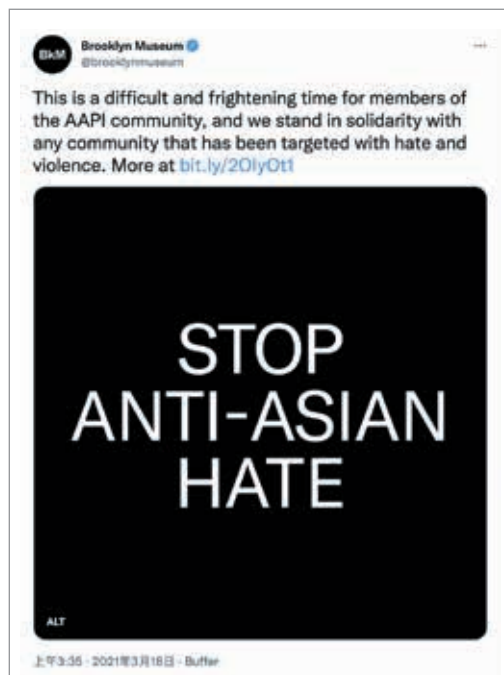 BkM
Brooklyn Museum
@brooklynmuseum
This is a difficult and frightening time for members of
the AAPI community, and we stand in solidarity with
any community that has been targeted with hate and
violence. More at bit.ly/2OIyOt1
STOP
ANTI-ASIAN
HATE
ALT
上午3:35 · 2021年3月18日 · Buffer